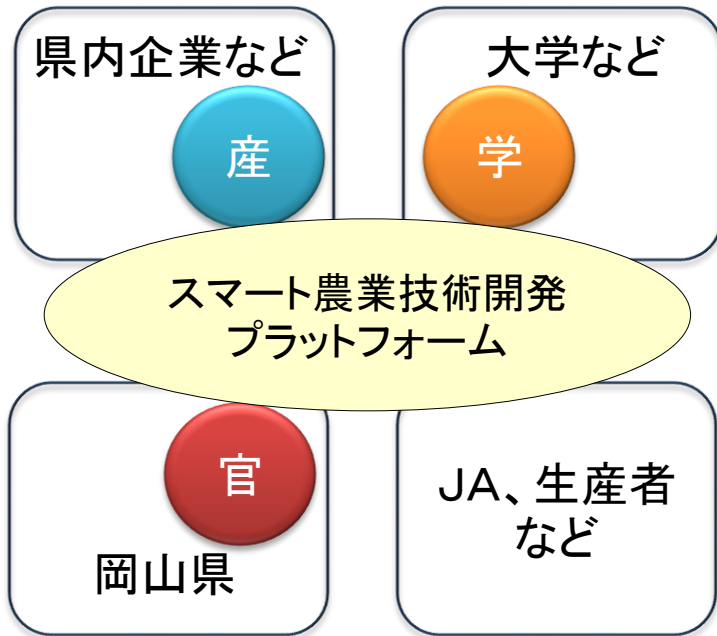 県内企業など
産
大学など
学
スマート農業技術開発
プラットフォーム
官
岡山県
ＪＡ、生産者
など